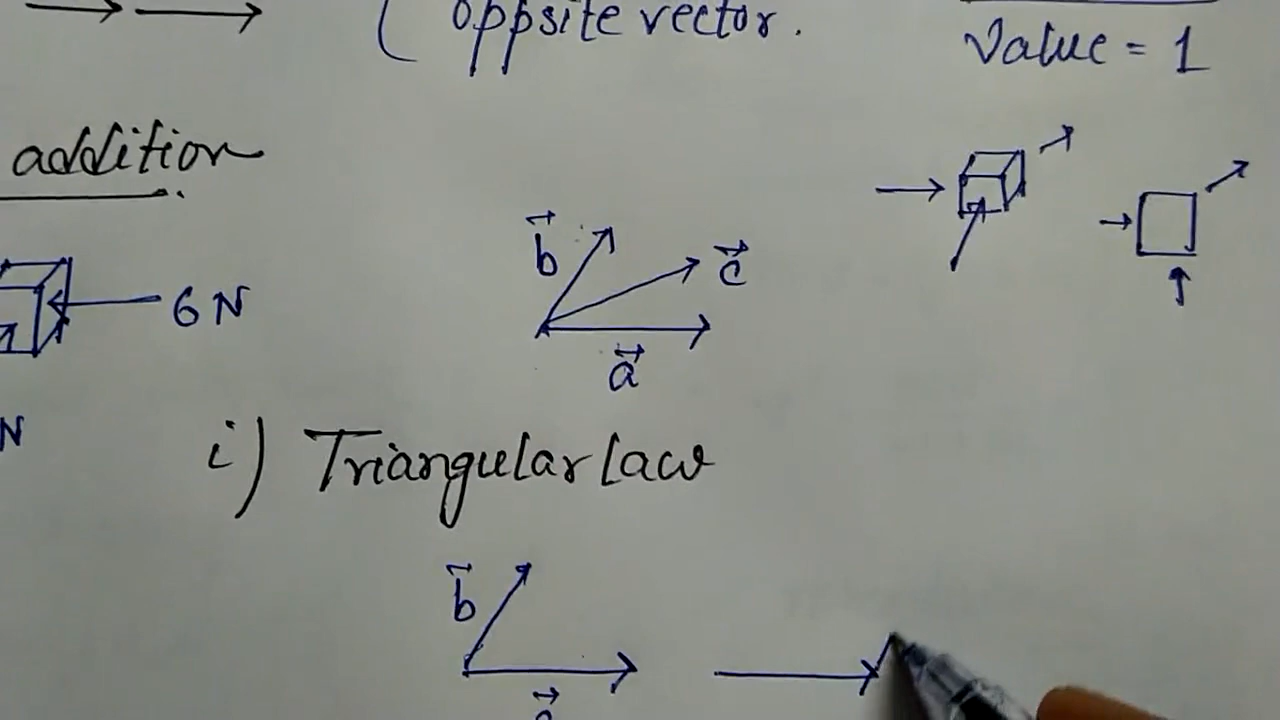 oppsite vector.
Value = 1
addition
b
c
6 N
a
N
i) Triangular law
b